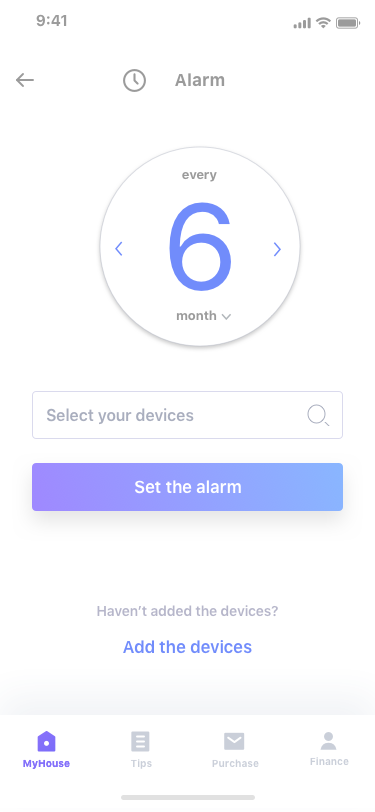 9:41
Alarm
every
6
month
Select your devices
Set the alarm
Haven't added the devices?
Add the devices
MyHouse
Tips
Purchase
Finance